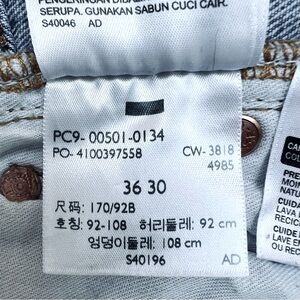 SERUPA. GUNAKAN SABUN CUCI CAIR.
S40046 AD
PC9- 00501-0134
PO- 4100397558 CW- 3818
4985
36 30
尺码: 170/92B
호칭: 92-108 허리둘레: 92 cm
엉덩이둘레: 108 cm
S40196 AD